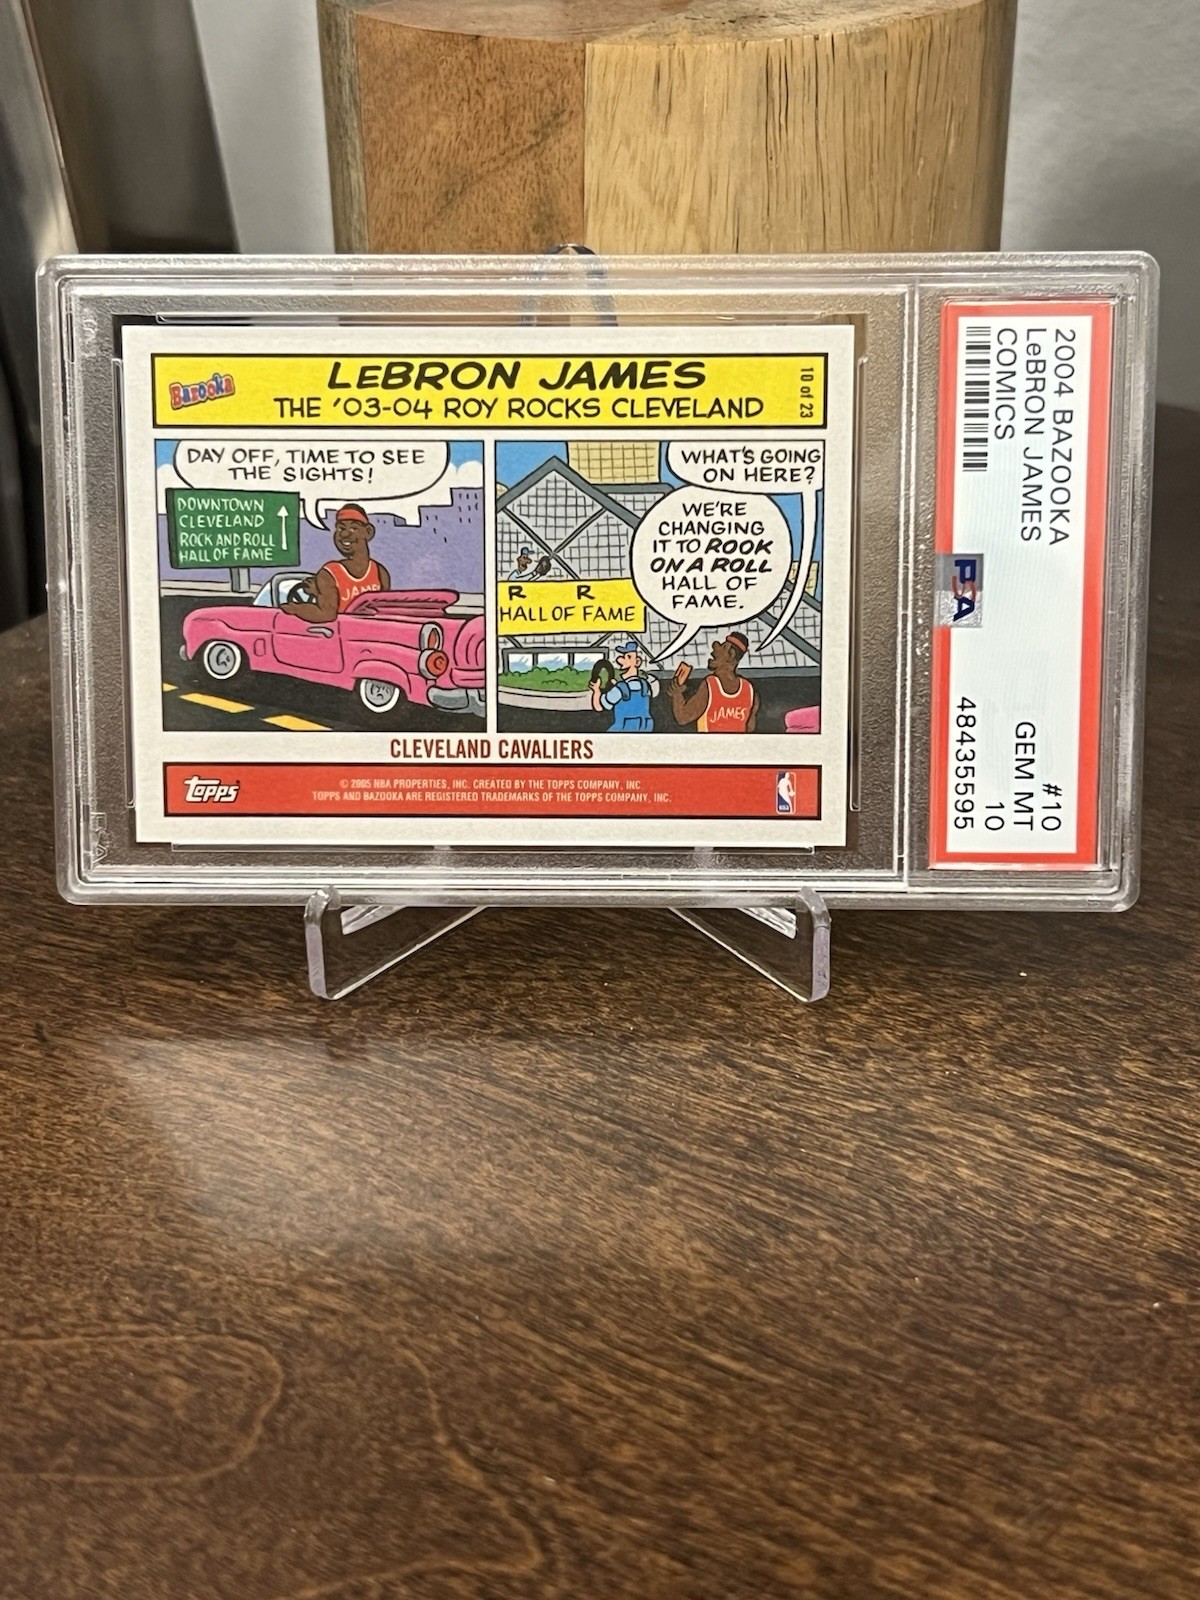 Bazooka
LeBRON JAMES
THE '03-04 ROY ROCKS CLEVELAND
10 of 23
DAY OFF, TIME TO SEE
THE SIGHTS!
DOWNTOWN
CLEVELAND
ROCK AND ROLL
HALL OF FAME
JAMES
WHAT'S GOING
ON HERE?
WE'RE
CHANGING
IT TO ROOK
ON A ROLL
HALL OF
FAME.
R R
HALL OF FAME
JAMES
CLEVELAND CAVALIERS
Topps
© 2005 NBA PROPERTIES, INC. CREATED BY THE TOPPS COMPANY, INC.
TOPPS AND BAZOOKA ARE REGISTERED TRADEMARKS OF THE TOPPS COMPANY, INC.
NBA
2004 BAZOOKA #10
LeBRON JAMES GEM MT
COMICS 10
48435595
PSA